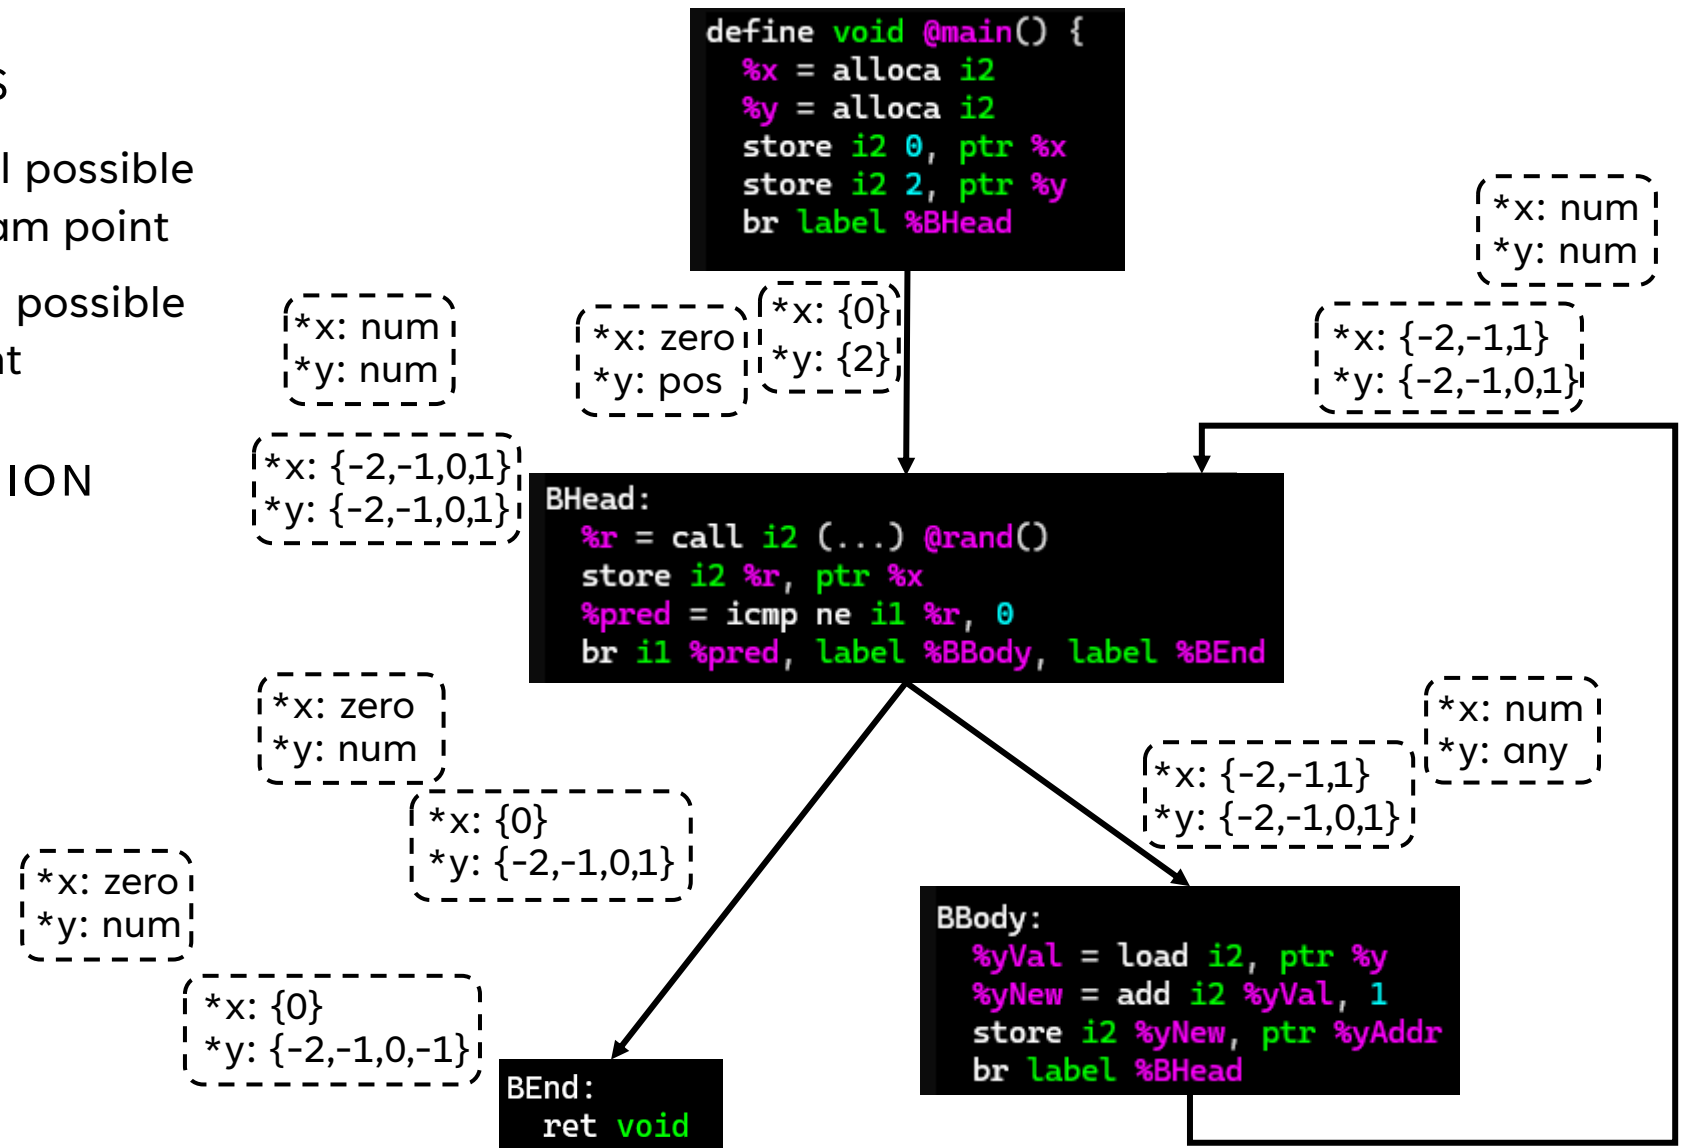 define void @main() {
%x = alloca i2
%y = alloca i2
store i2 0, ptr %x
store i2 2, ptr %y
br label %BHead
S
l possible
am point
possible
nt
ION
*x: num
*y: num
*x: {-2,-1,0,1}
*y: {-2,-1,0,1}
*x: zero
*y: pos
*x: {0}
*y: {2}
*x: num
*y: num
*x: {-2,-1,1}
*y: {-2,-1,0,1}
BHead:
%r = call i2 (...) @rand()
store i2 %r, ptr %x
%pred = icmp ne i1 %r, 0
br i1 %pred, label %BBody, label %BEnd
*x: zero
*y: num
*x: {0}
*y: {-2,-1,0,1}
*x: {-2,-1,1}
*y: {-2,-1,0,1}
*x: num
*y: any
*x: zero
*y: num
*x: {0}
*y: {-2,-1,0,-1}
BBody:
%yVal = load i2, ptr %y
%yNew = add i2 %yVal, 1
store i2 %yNew, ptr %yAddr
br label %BHead
BEnd:
ret void